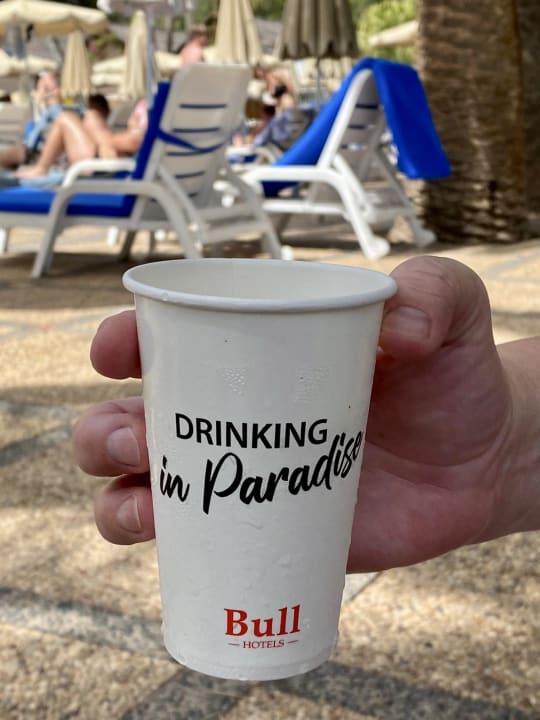 DRINKING
in Paradise
Bull
— HOTELS —